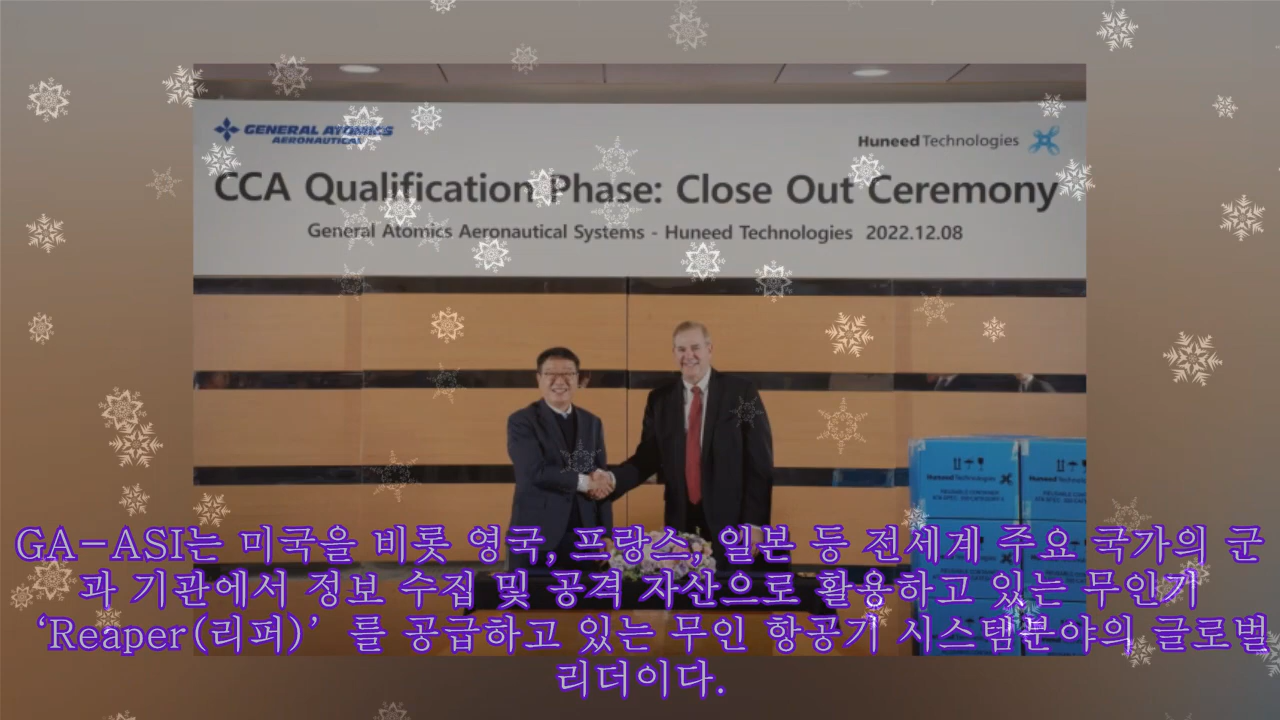 GENERAL ATOMICS
AERONAUTICAL
Huneed Technologies
CCA Qualification Phase: Close Out Ceremony
General Atomics Aeronautical Systems - Huneed Technologies 2022.12.08
Huneed Technologies
REUSABLE CONTAINER
GA-ASI는 미국을 비롯 영국, 프랑스, 일본 등 전세계 주요 국가의 군
과 기관에서 정보 수집 및 공격 자산으로 활용하고 있는 무인기
‘Reaper(리퍼)’를 공급하고 있는 무인 항공기 시스템분야의 글로벌
리더이다.